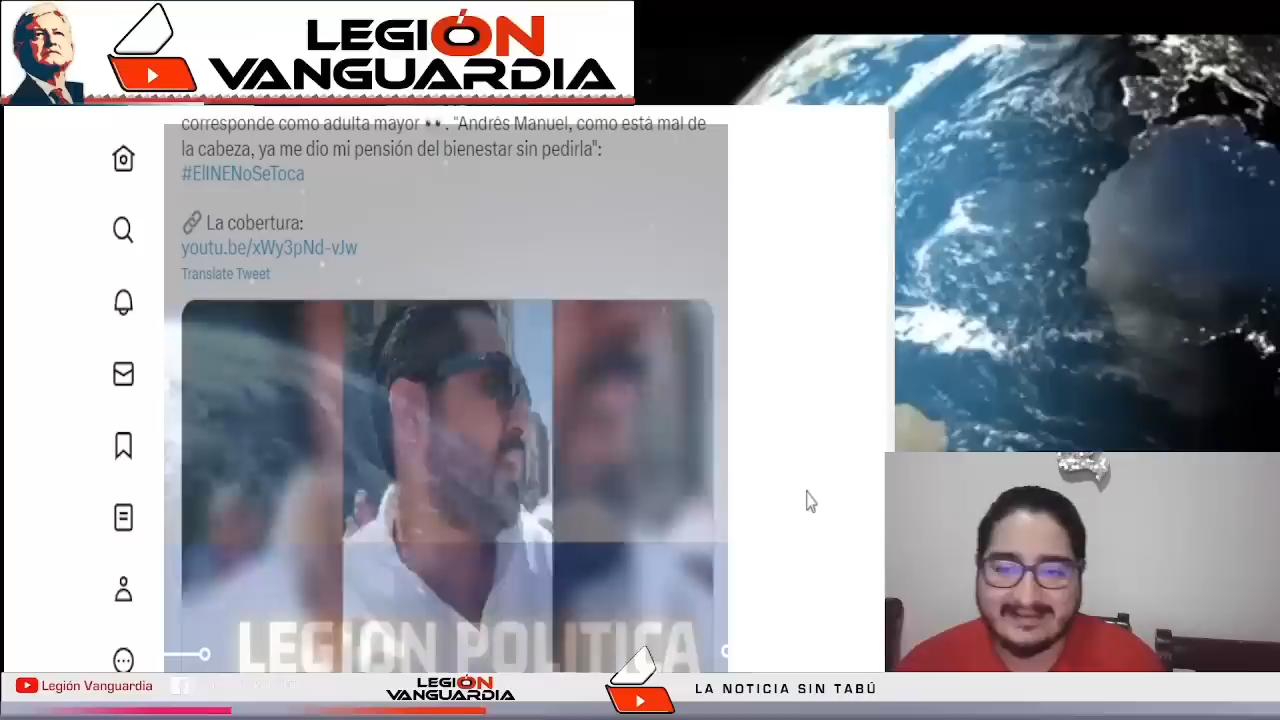 LEGIÓN
VANGUARDIA
corresponde como adulta mayor 👀. "Andrés Manuel, como está mal de
la cabeza, ya me dio mi pensión del bienestar sin pedirla":
#ElINENoSeToca
🔗 La cobertura:
youtu.be/xWy3pNd-vJw
Translate Tweet
LEGION POLITICA
Legión Vanguardia
LEGIÓN
VANGUARDIA
LA NOTICIA SIN TABÚ